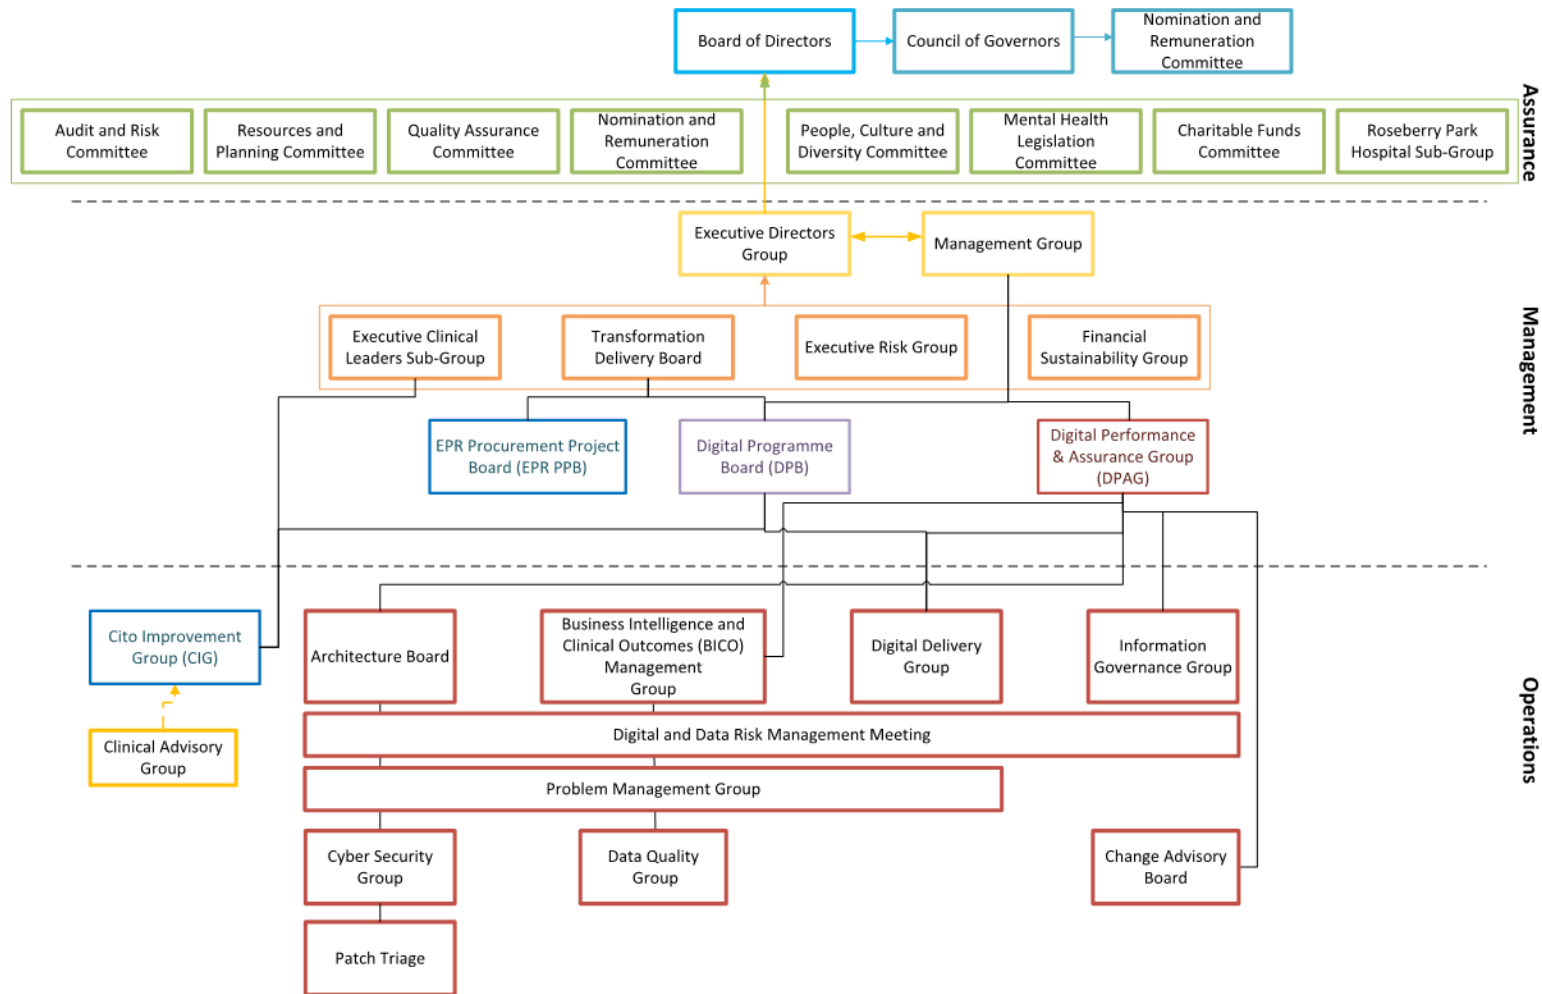 Board of Directors
Council of Governors
Nomination and
Remuneration
Committee
Assurance
Audit and Risk
Committee
Resources and
Planning Committee
Quality Assurance
Committee
Nomination and
Remuneration
Committee
People, Culture and
Diversity Committee
Mental Health
Legislation
Committee
Charitable Funds
Committee
Roseberry Park
Hospital Sub-Group
Executive Directors
Group
Management Group
Management
Executive Clinical
Leaders Sub-Group
Transformation
Delivery Board
Executive Risk Group
Financial
Sustainability Group
EPR Procurement Project
Board (EPR PPB)
Digital Programme
Board (DPB)
Digital Performance
& Assurance Group
(DPAG)
Operations
Cito Improvement
Group (CIG)
Architecture Board
Business Intelligence and
Clinical Outcomes (BICO)
Management
Group
Digital Delivery
Group
Information
Governance Group
Clinical Advisory
Group
Digital and Data Risk Management Meeting
Problem Management Group
Cyber Security
Group
Data Quality
Group
Change Advisory
Board
Patch Triage